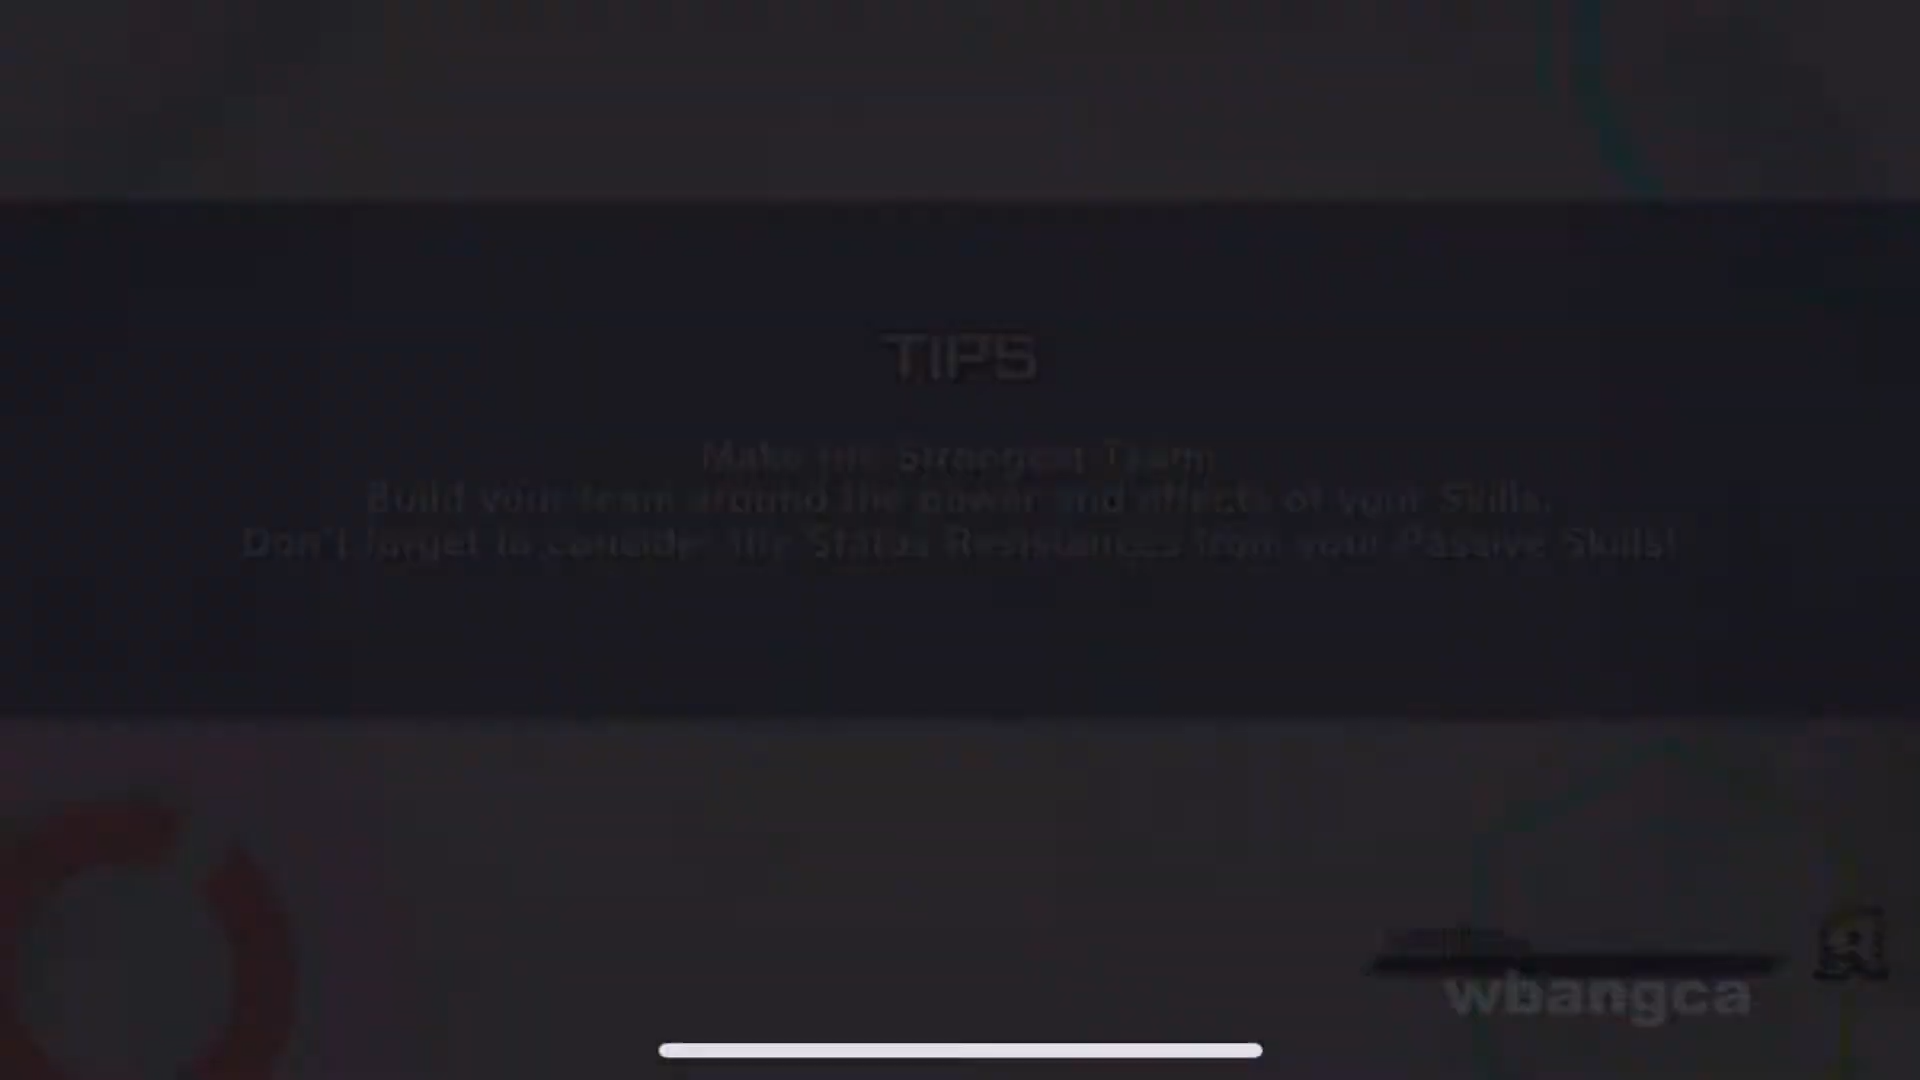 TIPS
Make the Strongest Team
Build your team around the power and effects of your Skills.
Don't forget to consider the Status Resistances from your Passive Skills!
wbangca